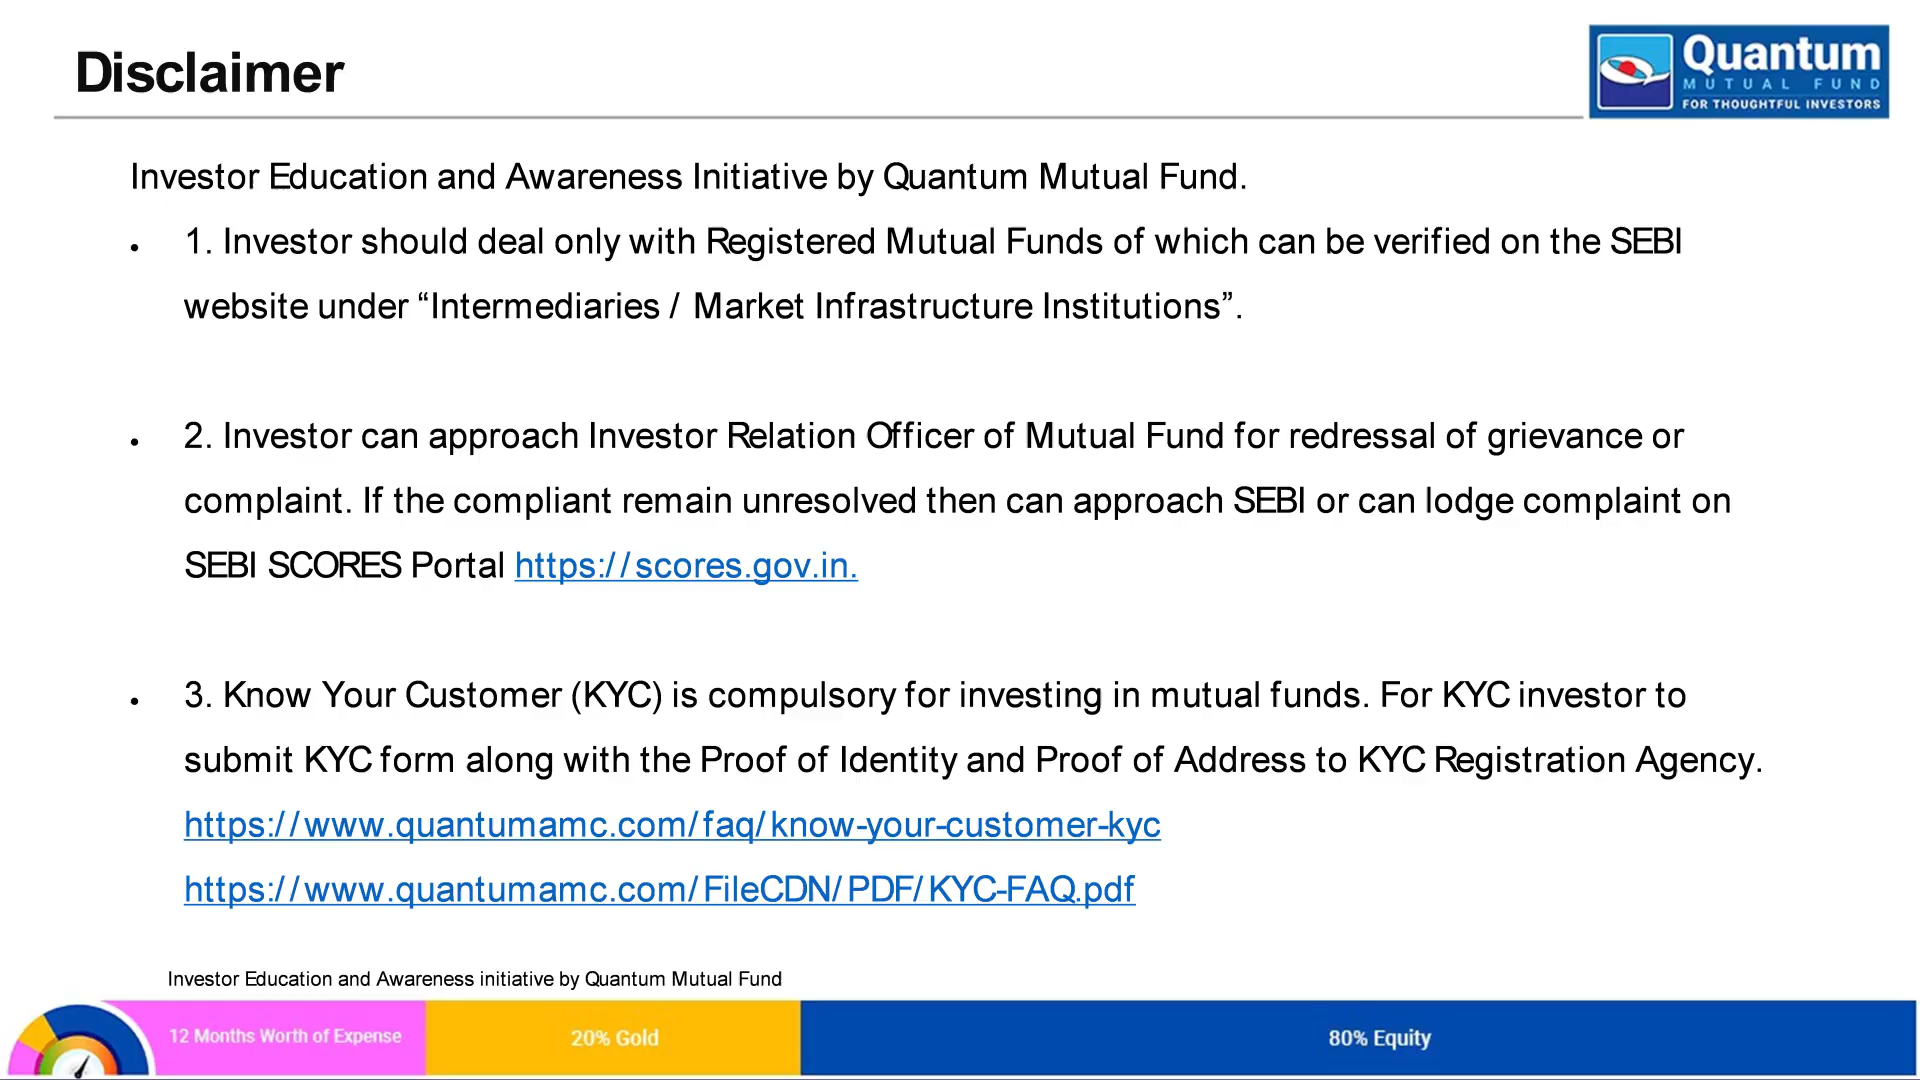 Disclaimer
Quantum
MUTUAL FUND
FOR THOUGHTFUL INVESTORS
Investor Education and Awareness Initiative by Quantum Mutual Fund.
• 1. Investor should deal only with Registered Mutual Funds of which can be verified on the SEBI
website under “Intermediaries / Market Infrastructure Institutions”.
• 2. Investor can approach Investor Relation Officer of Mutual Fund for redressal of grievance or
complaint. If the compliant remain unresolved then can approach SEBI or can lodge complaint on
SEBI SCORES Portal https://scores.gov.in.
• 3. Know Your Customer (KYC) is compulsory for investing in mutual funds. For KYC investor to
submit KYC form along with the Proof of Identity and Proof of Address to KYC Registration Agency.
https://www.quantumamc.com/faq/know-your-customer-kyc
https://www.quantumamc.com/FileCDN/PDF/KYC-FAQ.pdf
Investor Education and Awareness initiative by Quantum Mutual Fund
12 Months Worth of Expense
20% Gold
80% Equity